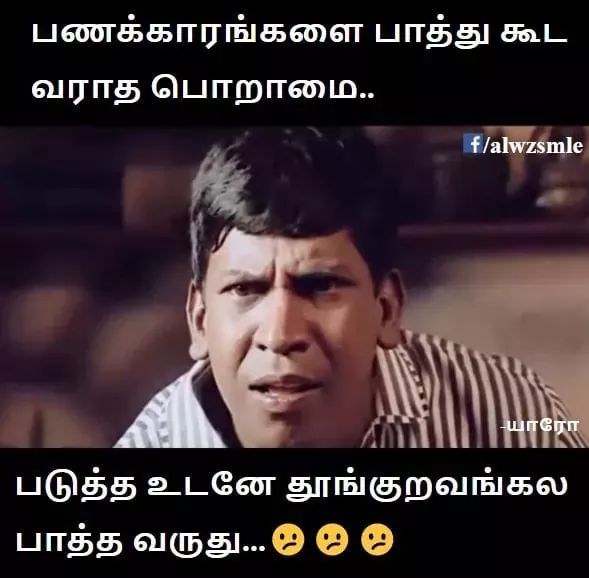 பணக்காரங்களை பாத்து கூட
வராத பொறாமை..
f/alwzsmle
-யாரோ
படுத்த உடனே தூங்குறவங்கல
பாத்த வருது...😕😕😕